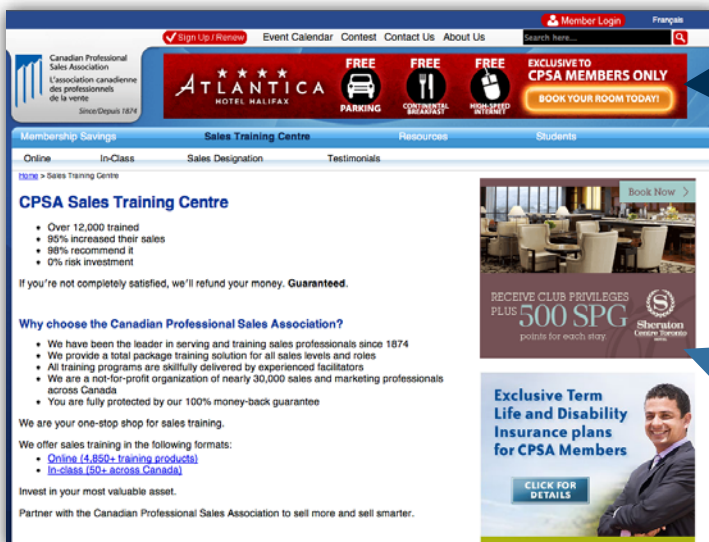 Member Login
Français
Sign Up / Renew
Event Calendar
Contest
Contact Us
About Us
Search here...
Canadian Professional
Sales Association
L'association canadienne
des professionnels
de la vente
Since/Depuis 1874
ATLANTICA
HOTEL HALIFAX
FREE
PARKING
FREE
CONTINENTAL
BREAKFAST
FREE
HIGH-SPEED
INTERNET
EXCLUSIVE TO
CPSA MEMBERS ONLY
BOOK YOUR ROOM TODAY!
Membership Savings
Sales Training Centre
Resources
Students
Online
In-Class
Sales Designation
Testimonials
Home > Sales Training Centre
CPSA Sales Training Centre
• Over 12,000 trained
• 95% increased their sales
• 98% recommend it
• 0% risk investment
If you're not completely satisfied, we'll refund your money. Guaranteed.
Why choose the Canadian Professional Sales Association?
• We have been the leader in serving and training sales professionals since 1874
• We provide a total package training solution for all sales levels and roles
• All training programs are skillfully delivered by experienced facilitators
• We are a not-for-profit organization of nearly 30,000 sales and marketing professionals
across Canada
• You are fully protected by our 100% money-back guarantee
We are your one-stop shop for sales training.
We offer sales training in the following formats:
• Online (4,850+ training products)
• In-class (50+ across Canada)
Invest in your most valuable asset.
Partner with the Canadian Professional Sales Association to sell more and sell smarter.
Book Now >
RECEIVE CLUB PRIVILEGES
PLUS 500 SPG
points for each stay.
S
Sheraton
Centre Toronto
HOTEL
Exclusive Term
Life and Disability
Insurance plans
for CPSA Members
CLICK FOR
DETAILS